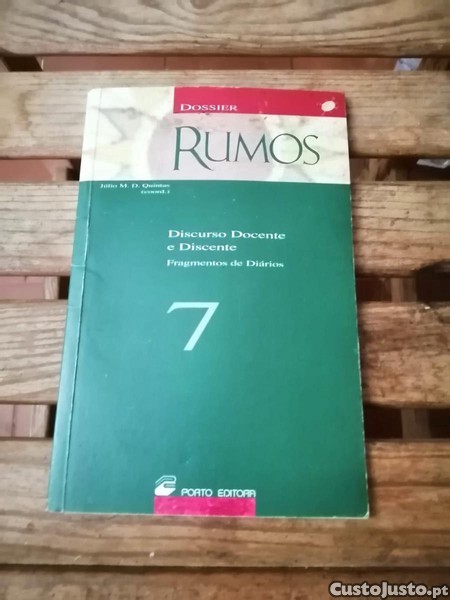 DOSSIER
RUMOS
Júlio M. D. Quintas
(coord.)
Discurso Docente
e Discente
Fragmentos de Diários
7
PORTO EDITORA
CustoJusto.pt